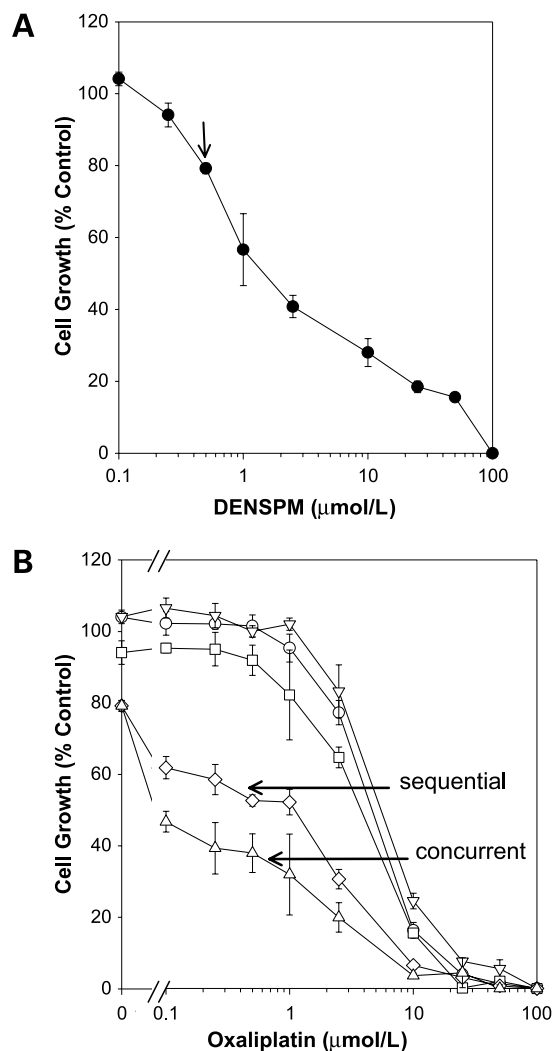 A
120
100
80
60
40
20
0
Cell Growth (% Control)
0.1 1 10 100
DENSPM (μmol/L)
B
120
100
80
60
40
20
0
Cell Growth (% Control)
sequential
concurrent
0 0.1 1 10 100
Oxaliplatin (μmol/L)